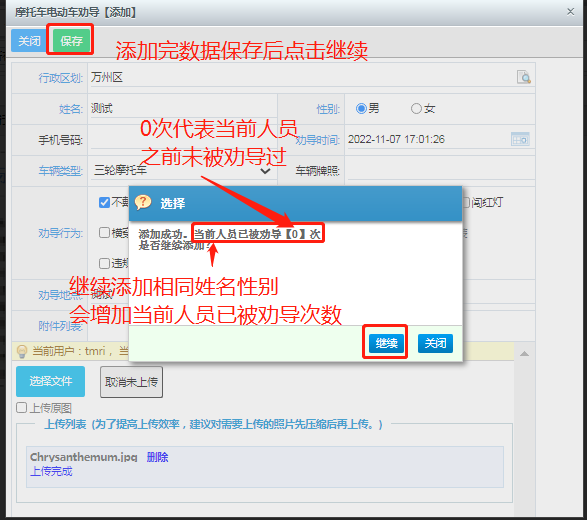 摩托车电动车劝导【添加】
关闭 保存
添加完数据保存后点击继续
行政区划: 万州区
姓名: 测试 性别: 男 女
0次代表当前人员
手机号码: 劝导时间: 2022-11-07 17:01:26
之前未被劝导过
车辆类型: 三轮摩托车 车辆牌照:
选择
闯红灯
添加成功。当前人员已被劝导【0】次
是否继续添加?
劝导行为:
违规
继续添加相同姓名性别
劝导地点: 测试
会增加当前人员已被劝导次数
附件列表:
继续 关闭
当前用户：tmri，
选择文件 取消未上传
上传原图
上传列表 (为了提高上传效率，建议对需要上传的照片先压缩后再上传。)
Chrysanthemum.jpg 删除
上传完成